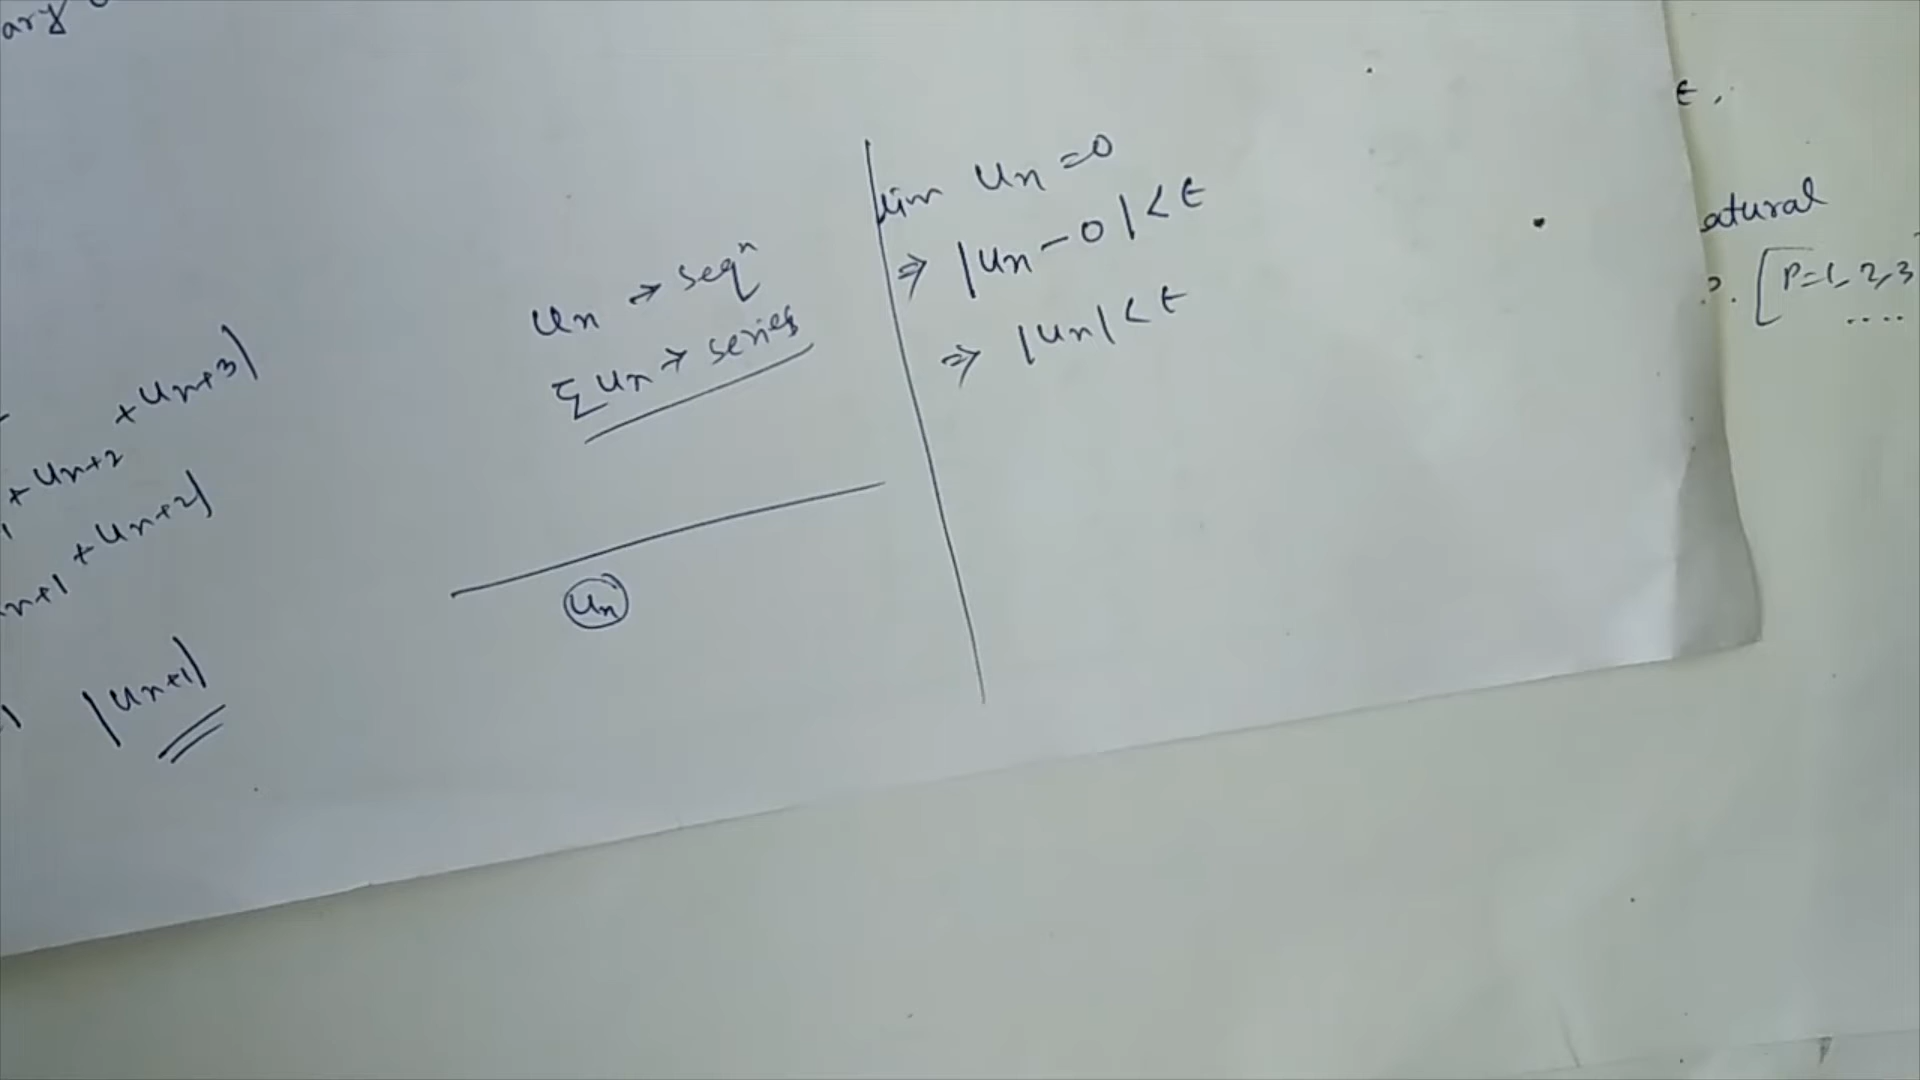 ary
+ un+3|
+ un+2
+ un+2|
n+1
|un+1|
un → seqⁿ
Σun → series
un
lim un = 0
⇒ |un - 0| < ε
⇒ |un| < ε
ε,
atural
P. [P=1, 2, 3
....